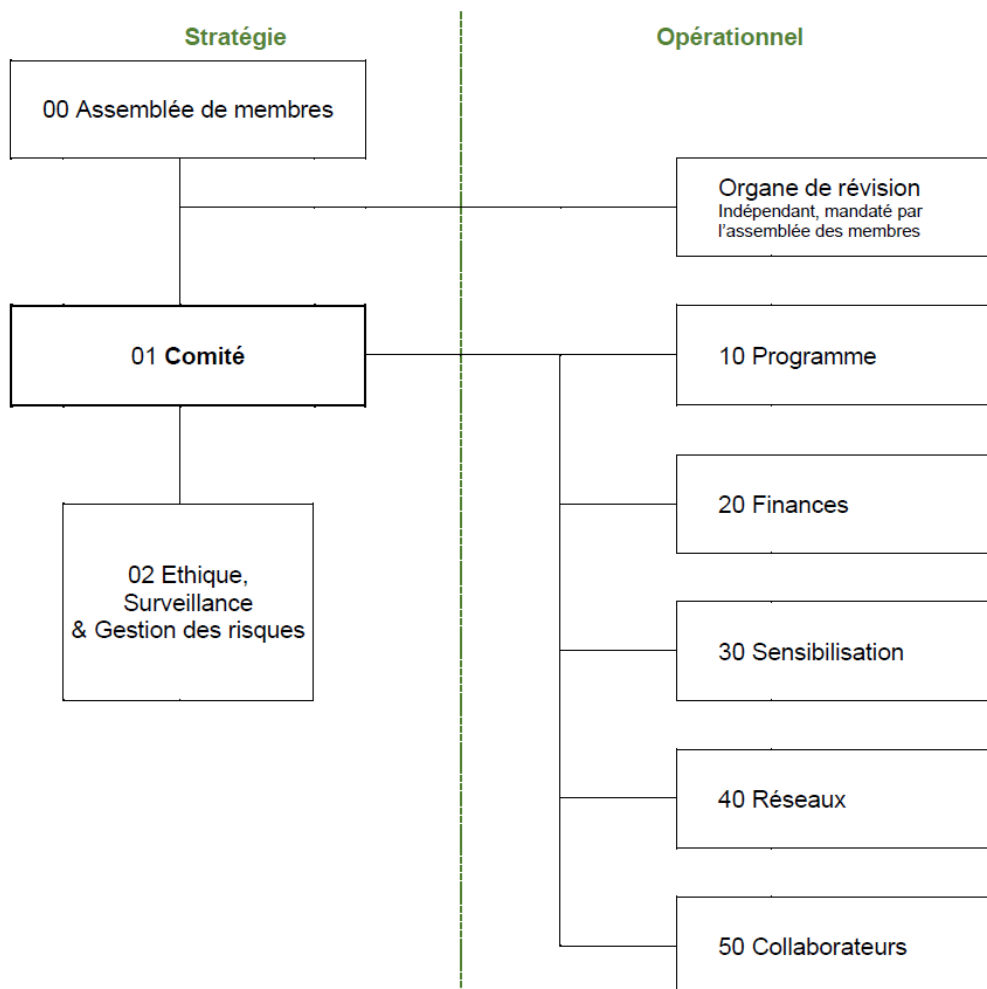 Stratégie
Opérationnel
00 Assemblée de membres
Organe de révision
Indépendant, mandaté par
l'assemblée des membres
01 Comité
10 Programme
20 Finances
02 Ethique,
Surveillance
& Gestion des risques
30 Sensibilisation
40 Réseaux
50 Collaborateurs